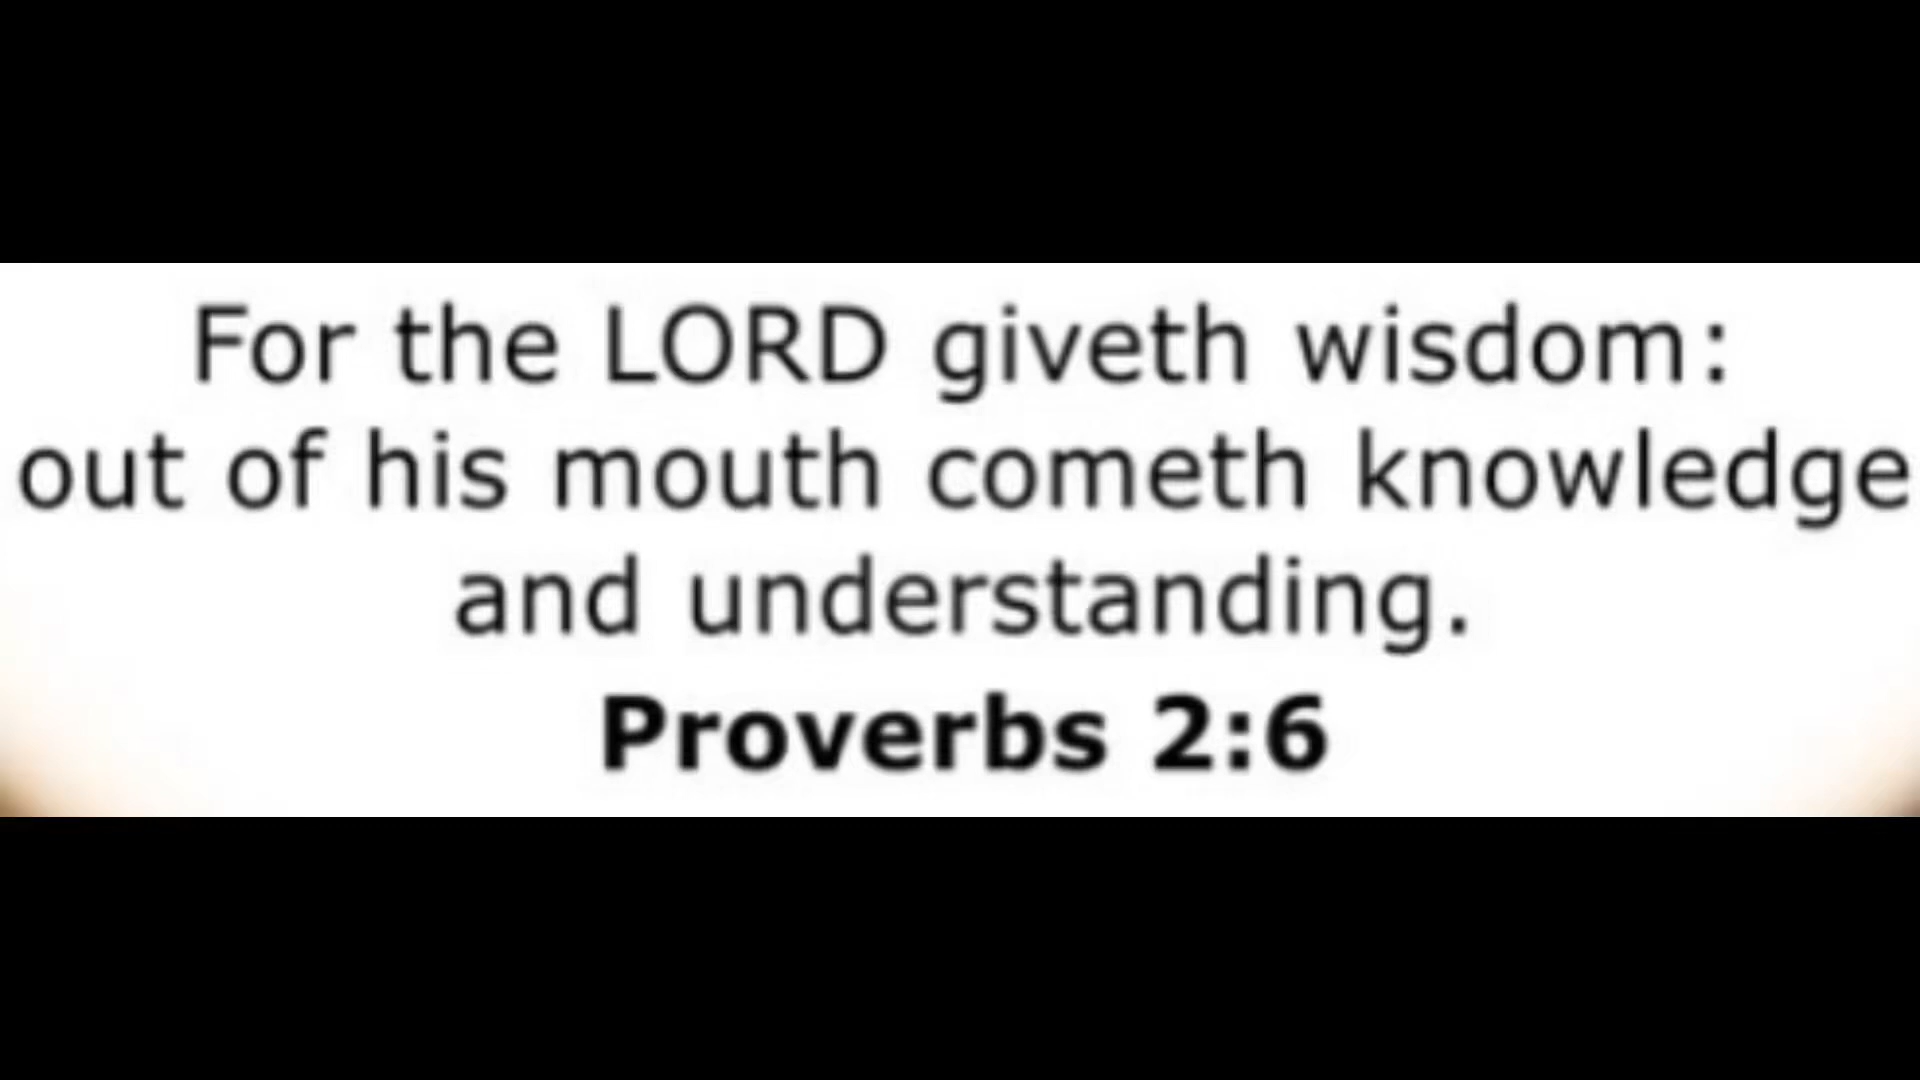 For the LORD giveth wisdom:
out of his mouth cometh knowledge
and understanding.
Proverbs 2:6